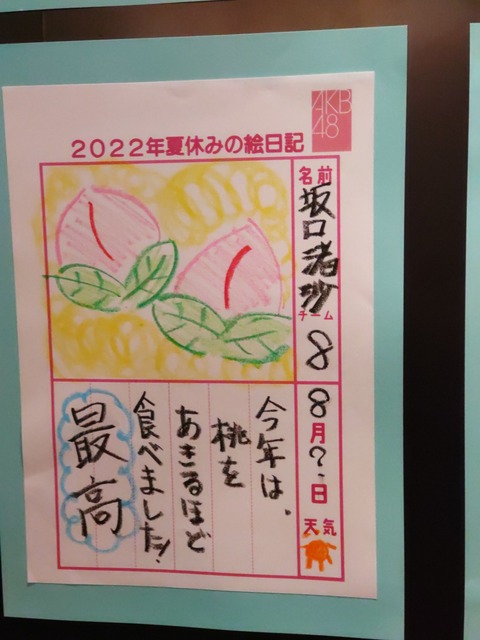 AKB
48
2022年夏休みの絵日記
名前
坂口渚沙
チーム
8
8月?日
天気
今年は、
桃を
あきるほど
食べました!
最高